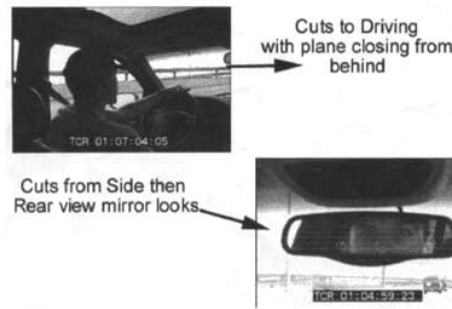 Cuts to Driving
with plane closing from
behind
TCR 01:07:04:05
Cuts from Side then
Rear view mirror looks
TCR 01:04:59:23